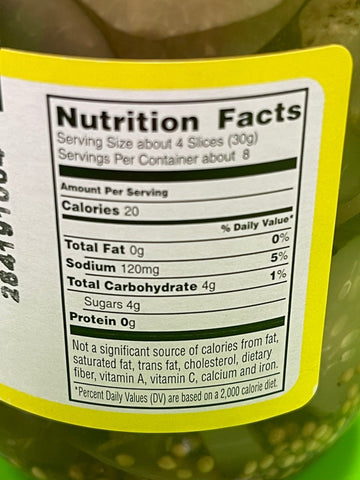 Nutrition Facts
Serving Size about 4 Slices (30g)
Servings Per Container about 8
Amount Per Serving
Calories 20
% Daily Value*
Total Fat 0g 0%
Sodium 120mg 5%
Total Carbohydrate 4g 1%
Sugars 4g
Protein 0g
Not a significant source of calories from fat,
saturated fat, trans fat, cholesterol, dietary
fiber, vitamin A, vitamin C, calcium and iron.
*Percent Daily Values (DV) are based on a 2,000 calorie diet.